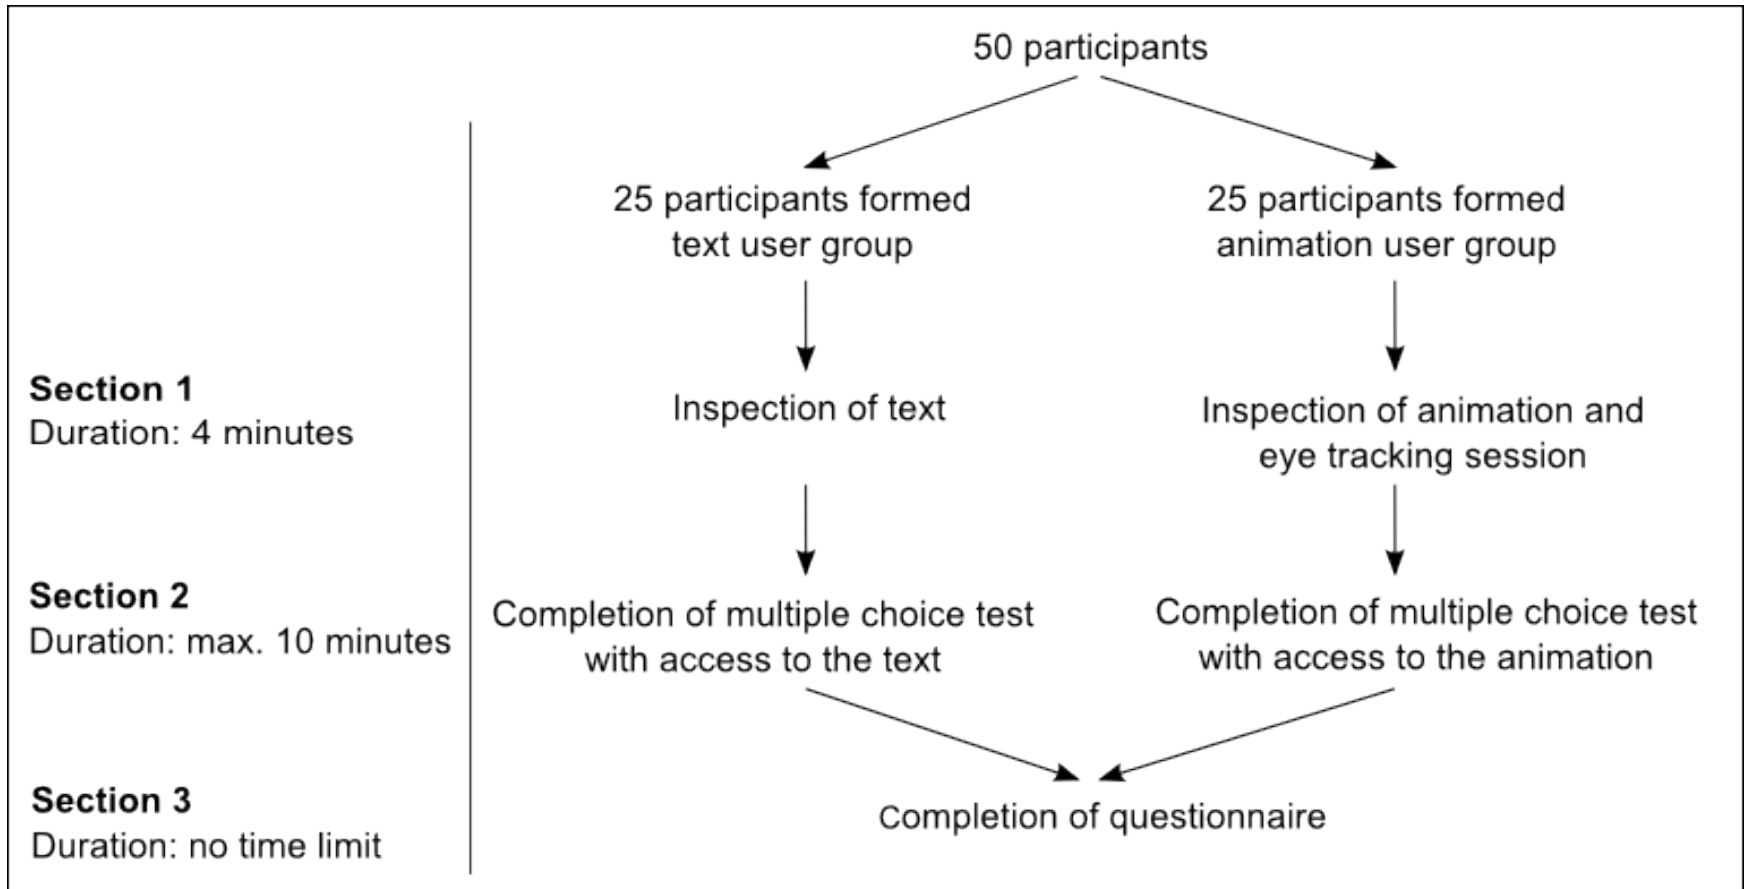 50 participants
25 participants formed
text user group
25 participants formed
animation user group
Section 1
Duration: 4 minutes
Inspection of text
Inspection of animation and
eye tracking session
Section 2
Duration: max. 10 minutes
Completion of multiple choice test
with access to the text
Completion of multiple choice test
with access to the animation
Section 3
Duration: no time limit
Completion of questionnaire